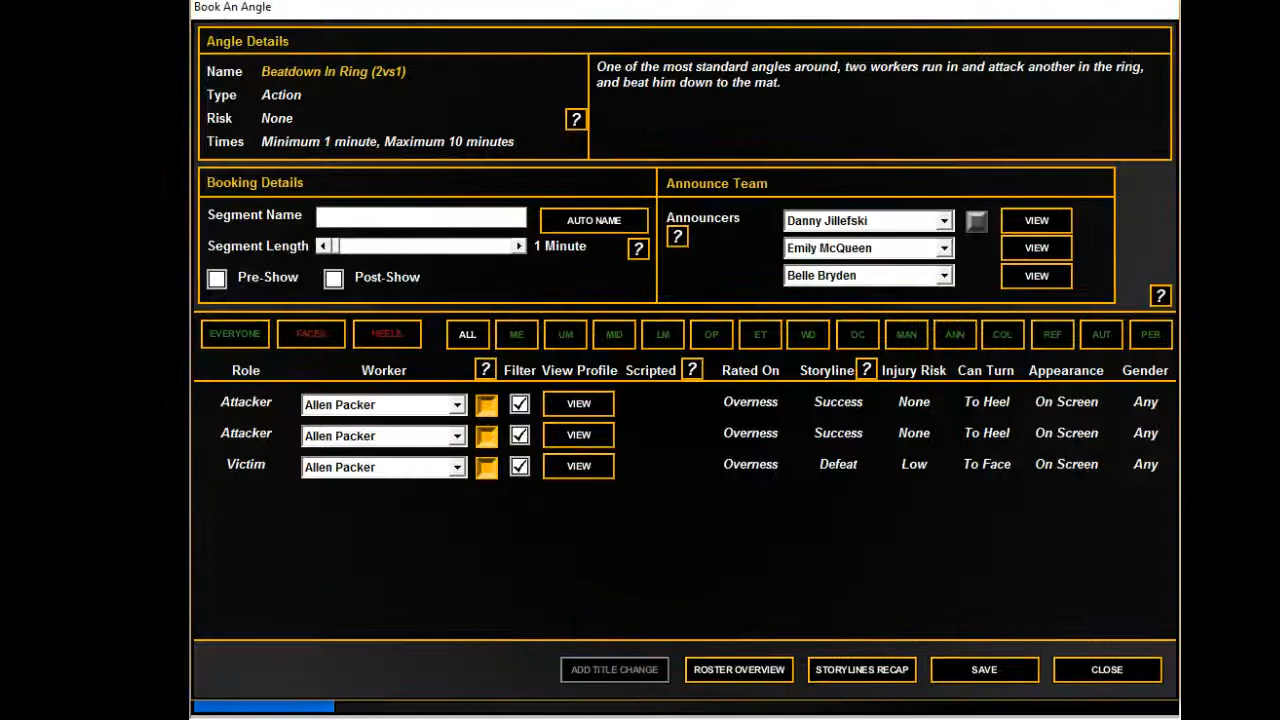 Book An Angle
Angle Details
Name Beatdown In Ring (2vs1)
Type Action
Risk None
?
Times Minimum 1 minute, Maximum 10 minutes
One of the most standard angles around, two workers run in and attack another in the ring,
and beat him down to the mat.
Booking Details
Segment Name AUTO NAME
Segment Length 1 Minute ?
Pre-Show Post-Show
Announce Team
Announcers Danny Jillefski VIEW
? Emily McQueen VIEW
Belle Bryden VIEW
?
EVERYONE FACES HEELS ALL ME UM MID LM OP ET WD OC MAN ANN COL REF AUT PER
Role Worker ? Filter View Profile Scripted ? Rated On Storyline ? Injury Risk Can Turn Appearance Gender
Attacker Allen Packer VIEW Overness Success None To Heel On Screen Any
Attacker Allen Packer VIEW Overness Success None To Heel On Screen Any
Victim Allen Packer VIEW Overness Defeat Low To Face On Screen Any
ADD TITLE CHANGE ROSTER OVERVIEW STORYLINES RECAP SAVE CLOSE